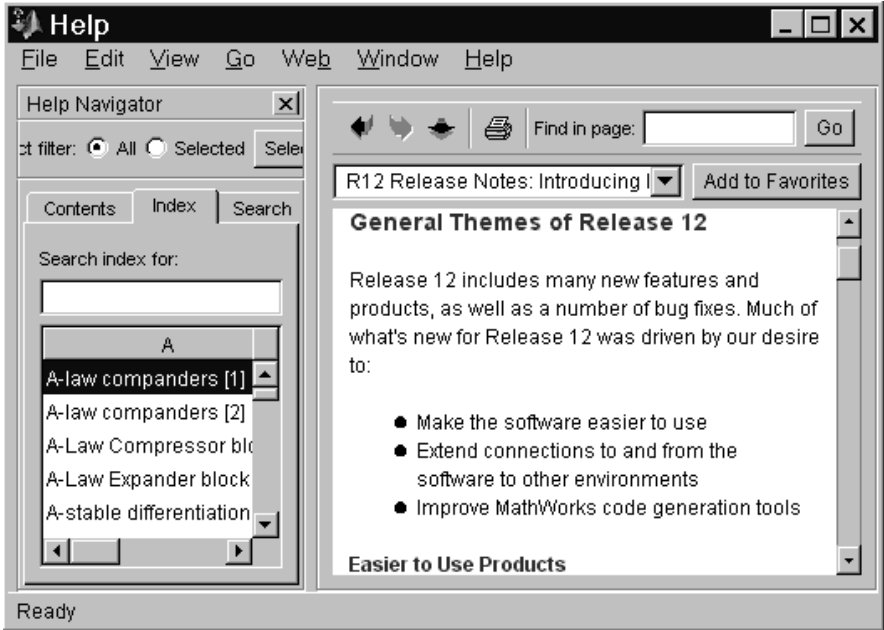 Help
File Edit View Go Web Window Help
Help Navigator
ct filter: All Selected Selec
Contents Index Search
Search index for:
A
A-law companders [1]
A-law companders [2]
A-Law Compressor blo
A-Law Expander block
A-stable differentiation
Find in page: Go
R12 Release Notes: Introducing Add to Favorites
General Themes of Release 12
Release 12 includes many new features and
products, as well as a number of bug fixes. Much of
what's new for Release 12 was driven by our desire
to:
● Make the software easier to use
● Extend connections to and from the
software to other environments
● Improve MathWorks code generation tools
Easier to Use Products
Ready